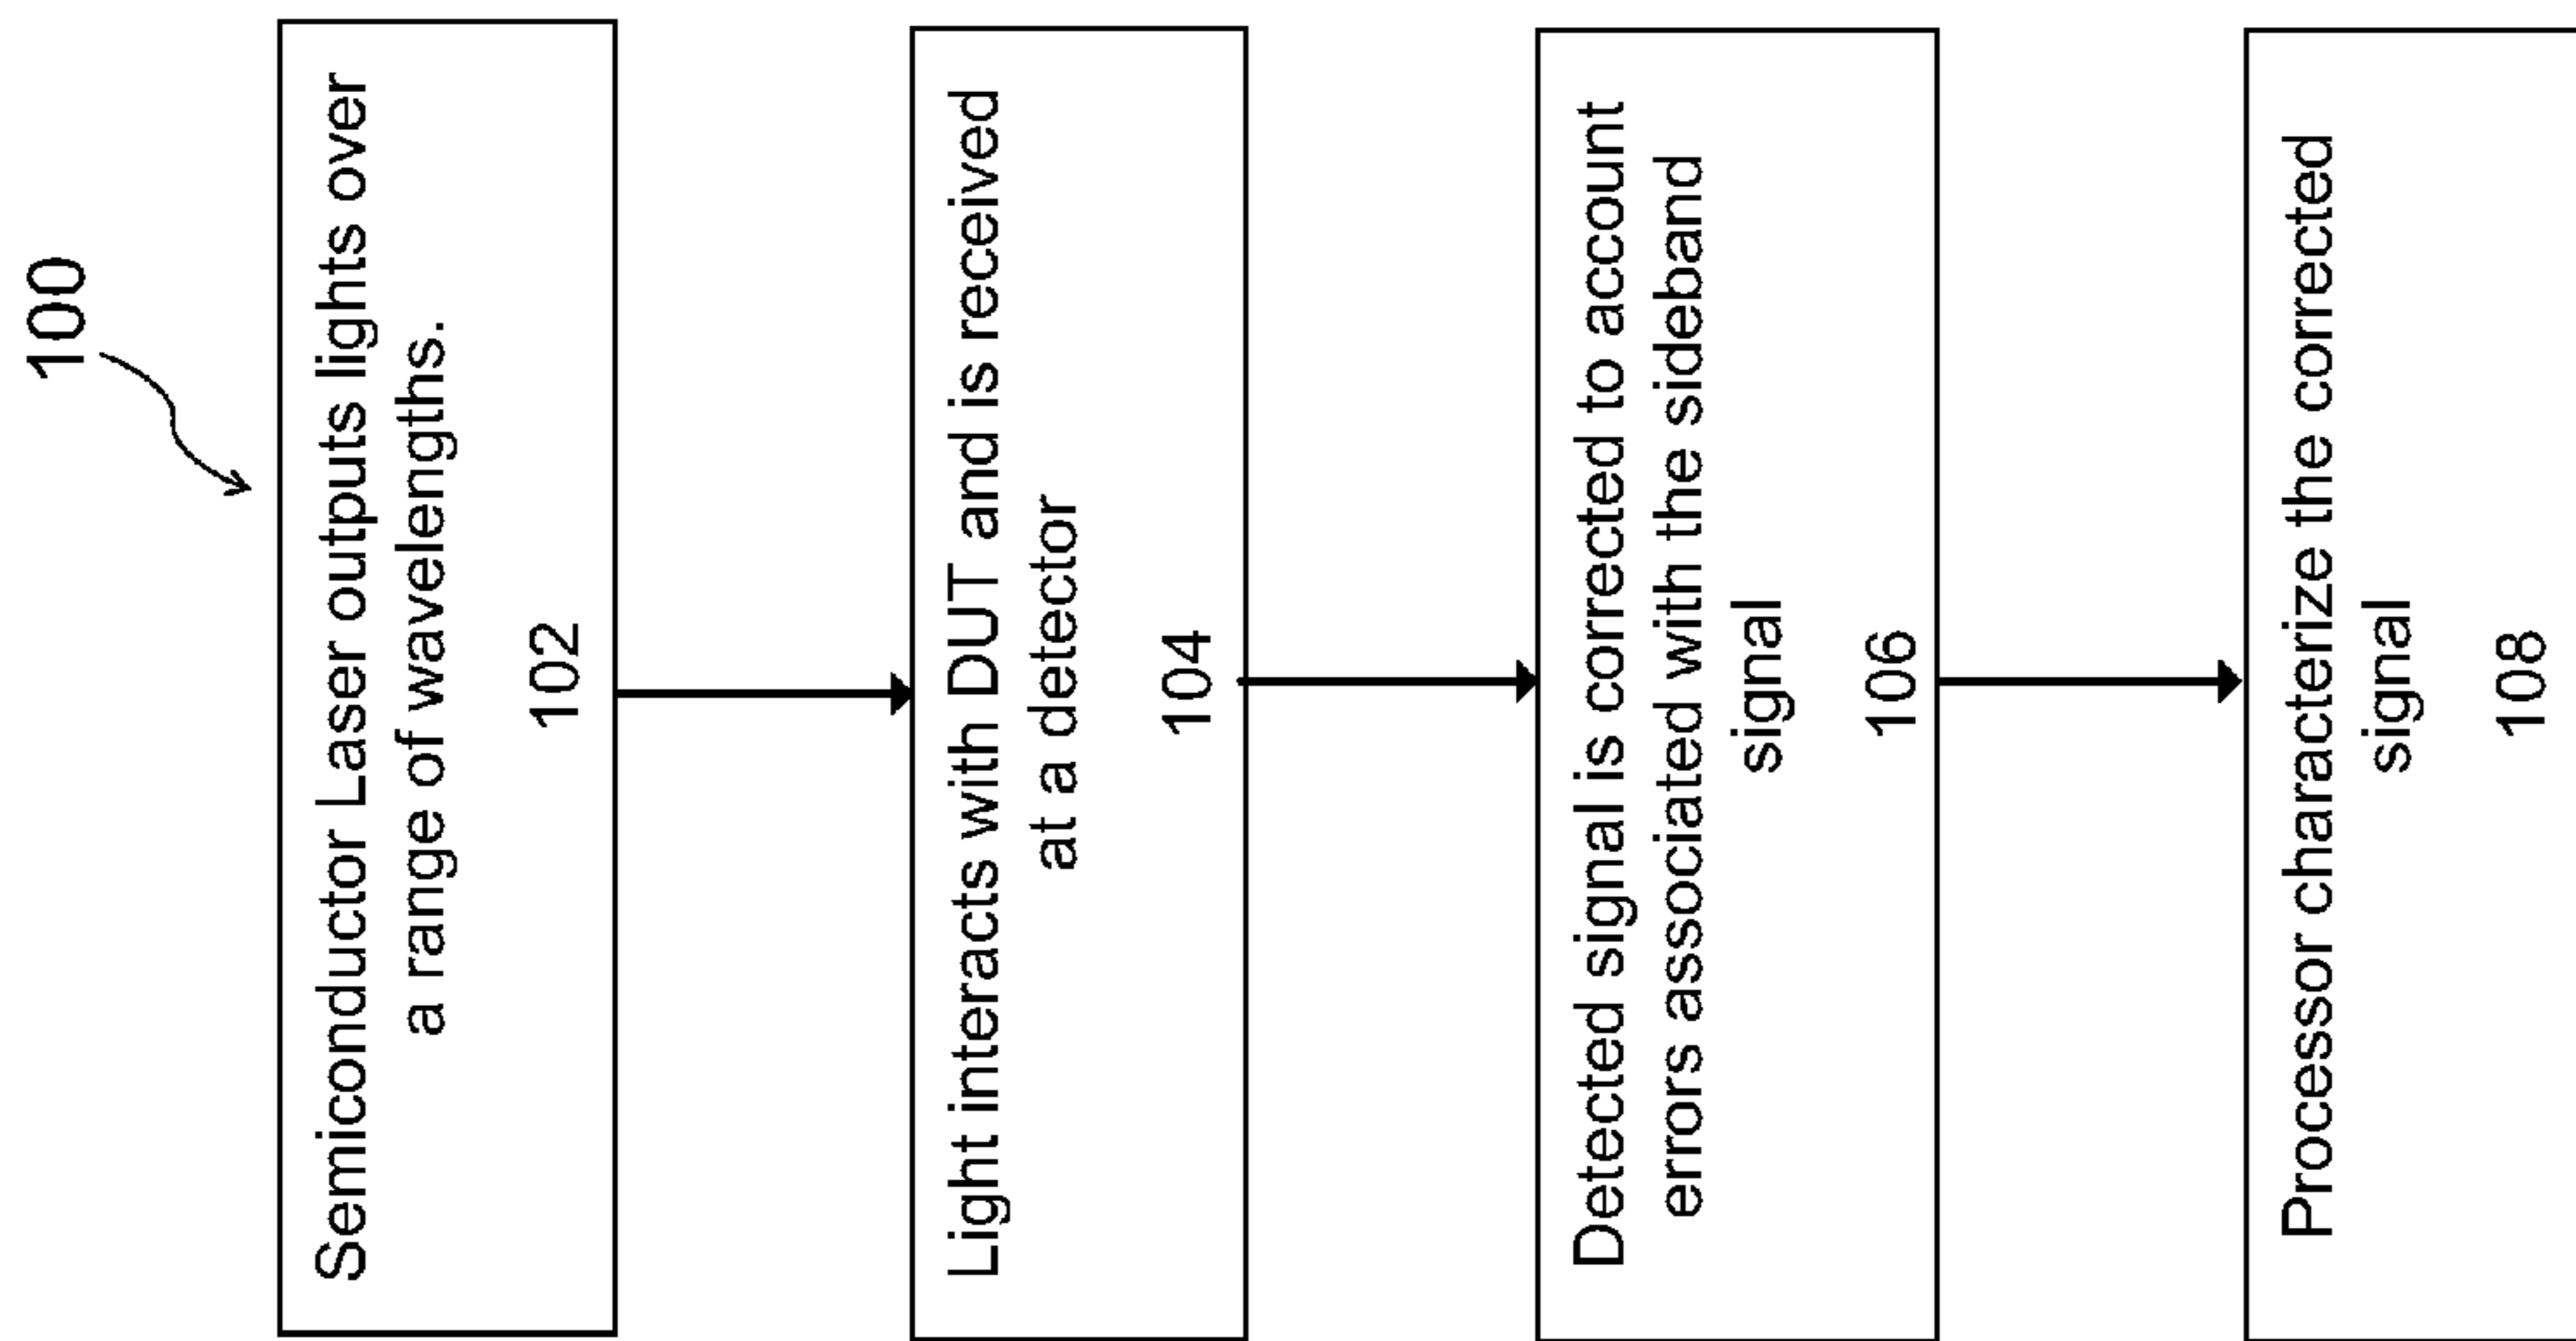 100
Semiconductor Laser outputs lights over
a range of wavelengths.
102
Light interacts with DUT and is received
at a detector
104
Detected signal is corrected to account
errors associated with the sideband
signal
106
Processor characterize the corrected
signal
108